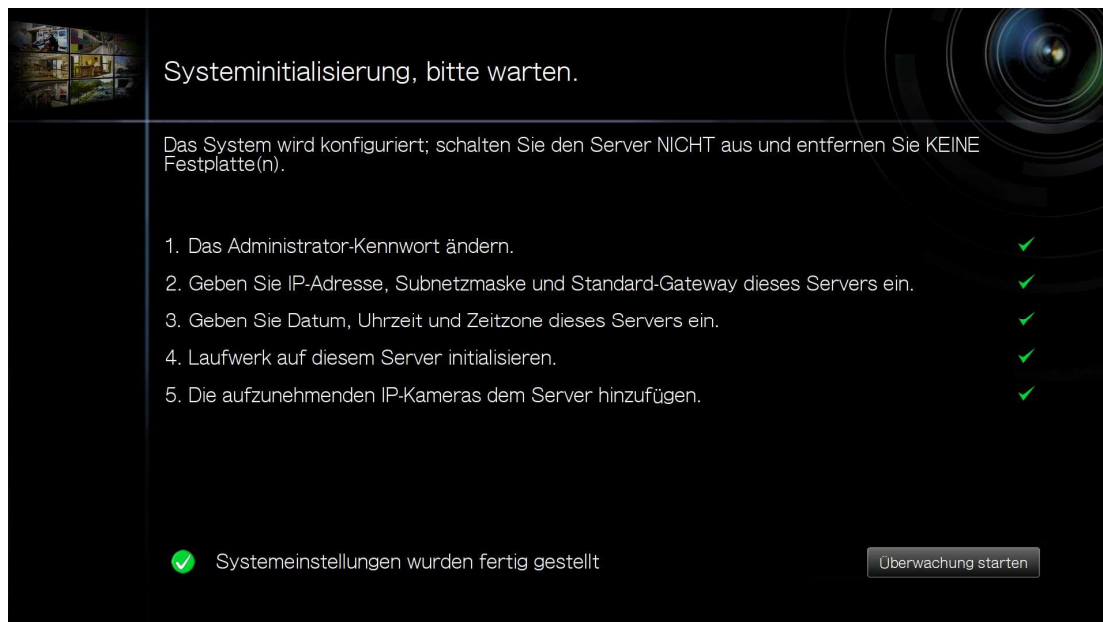 Systeminitialisierung, bitte warten.
Das System wird konfiguriert; schalten Sie den Server NICHT aus und entfernen Sie KEINE
Festplatte(n).
1. Das Administrator-Kennwort ändern.
2. Geben Sie IP-Adresse, Subnetzmaske und Standard-Gateway dieses Servers ein.
3. Geben Sie Datum, Uhrzeit und Zeitzone dieses Servers ein.
4. Laufwerk auf diesem Server initialisieren.
5. Die aufzunehmenden IP-Kameras dem Server hinzufügen.
Systemeinstellungen wurden fertig gestellt
Überwachung starten